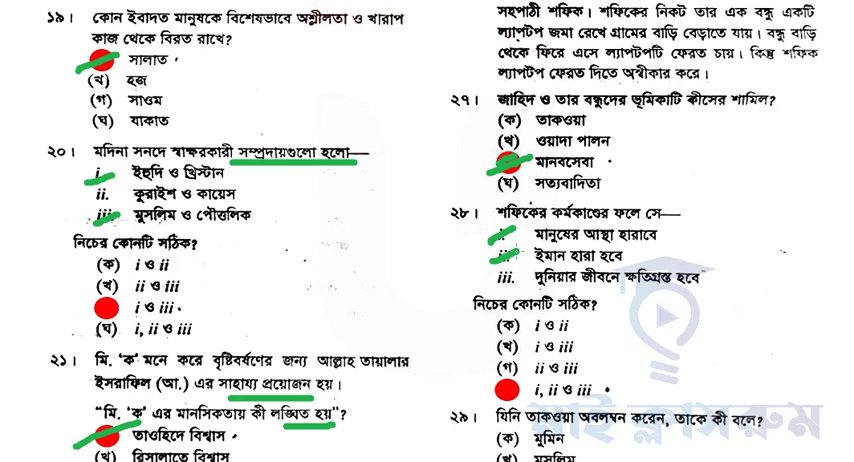 ১৯। কোন ইবাদত মানুষকে বিশেষভাবে অশ্লীলতা ও খারাপ
কাজ থেকে বিরত রাখে?
সালাত
(খ) হজ
(গ) সাওম
(ঘ) যাকাত
২০। মদিনা সনদে স্বাক্ষরকারী সম্প্রদায়গুলো হলো—
i. ইহুদি ও খ্রিস্টান
ii. কুরাইশ ও কায়েস
iii. মুসলিম ও পৌত্তলিক
নিচের কোনটি সঠিক?
(ক) i ও ii
(খ) ii ও iii
i ও iii
(ঘ) i, ii ও iii
২১। মি. ‘ক’ মনে করে বৃষ্টিবর্ষণের জন্য আল্লাহ তায়ালার
ইসরাফিল (আ.) এর সাহায্য প্রয়োজন হয়।
“মি. ‘ক’ এর মানসিকতায় কী লঙ্ঘিত হয়”?
তাওহিদে বিশ্বাস
(খ) রিসালাতে বিশ্বাস
সহপাঠী শফিক। শফিকের নিকট তার এক বন্ধু একটি
ল্যাপটপ জমা রেখে গ্রামের বাড়ি বেড়াতে যায়। বন্ধু বাড়ি
থেকে ফিরে এসে ল্যাপটপটি ফেরত চায়। কিন্তু শফিক
ল্যাপটপ ফেরত দিতে অস্বীকার করে।
২৭। জাহিদ ও তার বন্ধুদের ভূমিকাটি কীসের শামিল?
(ক) তাকওয়া
(খ) ওয়াদা পালন
মানবসেবা
(ঘ) সত্যবাদিতা
২৮। শফিকের কর্মকাণ্ডের ফলে সে—
i. মানুষের আস্থা হারাবে
ii. ইমান হারা হবে
iii. দুনিয়ার জীবনে ক্ষতিগ্রস্ত হবে
নিচের কোনটি সঠিক?
(ক) i ও ii
(খ) i ও iii
(গ) ii ও iii
i, ii ও iii
২৯। যিনি তাকওয়া অবলম্বন করেন, তাকে কী বলে?
(ক) মুমিন
(খ) মুসলিম
মাই ক্লাসরুম